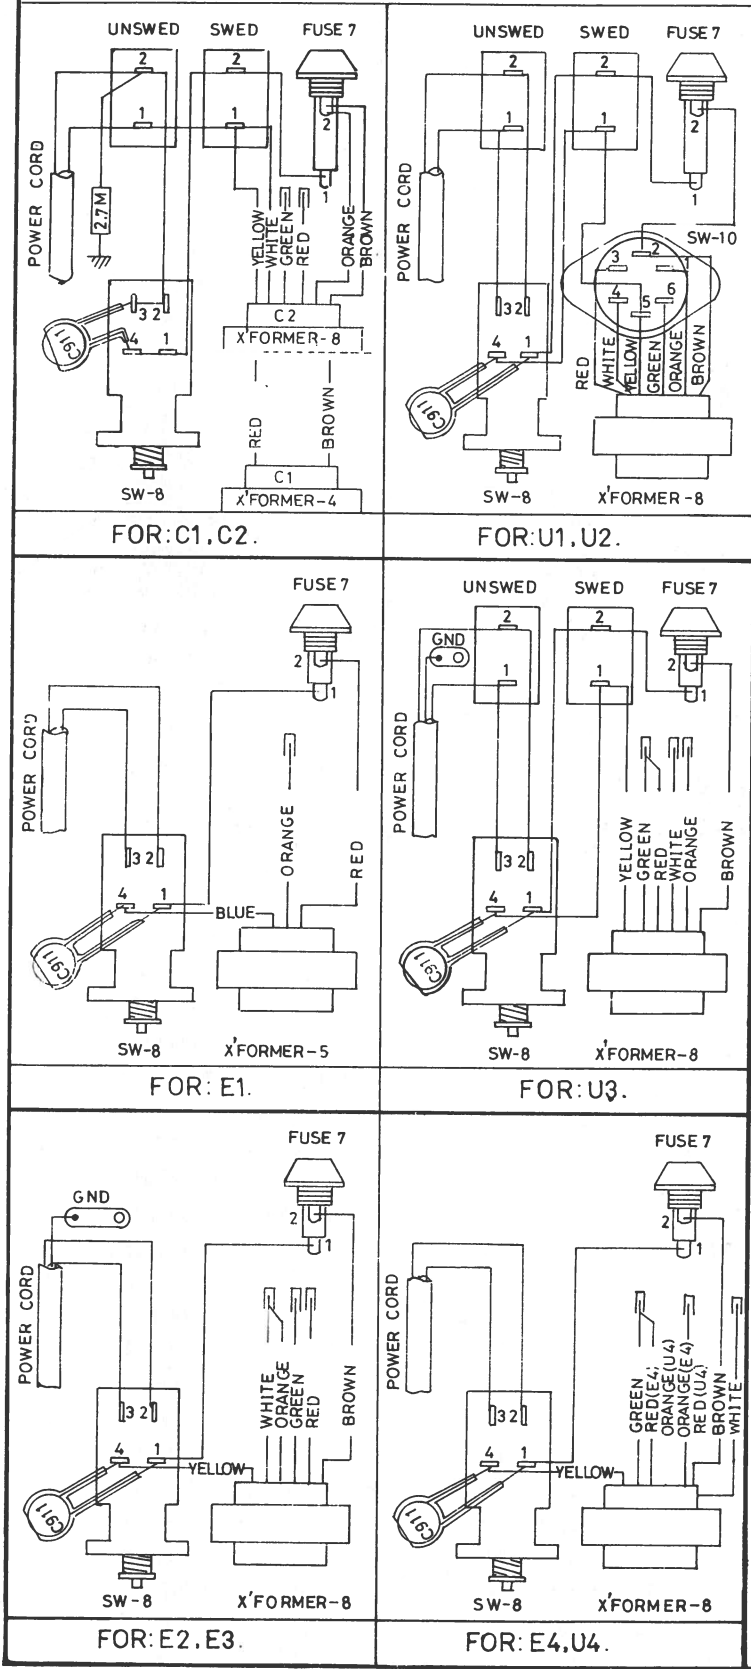 UNSWED SWED FUSE 7
2 2
1 1
2
1
POWER CORD
2.7M
YELLOW
WHITE
GREEN
RED
ORANGE
BROWN
3 2
4 1
C911
C2
X'FORMER-8
RED
BROWN
C1
X'FORMER-4
SW-8
FOR:C1,C2.
UNSWED SWED FUSE 7
2 2
1 1
2
1
POWER CORD
SW-10
3 2
4 5 6
3 2
4 1
C911
RED
WHITE
YELLOW
GREEN
ORANGE
BROWN
SW-8 X'FORMER-8
FOR:U1,U2.
FUSE 7
2
1
POWER CORD
ORANGE
RED
3 2
4 1
BLUE
C911
SW-8 X'FORMER-5
FOR:E1.
UNSWED SWED FUSE 7
2 2
GND
1 1
2
1
POWER CORD
YELLOW
GREEN
RED
WHITE
ORANGE
BROWN
3 2
4 1
C911
SW-8 X'FORMER-8
FOR:U3.
FUSE 7
GND
2
1
POWER CORD
WHITE
ORANGE
GREEN
RED
BROWN
3 2
4 1
YELLOW
C911
SW-8 X'FORMER-8
FOR:E2,E3.
FUSE 7
2
1
POWER CORD
GREEN
RED(E4)
ORANGE(U4)
ORANGE(E4)
RED(U4)
BROWN
WHITE
3 2
4 1
YELLOW
C911
SW-8 X'FORMER-8
FOR:E4,U4.